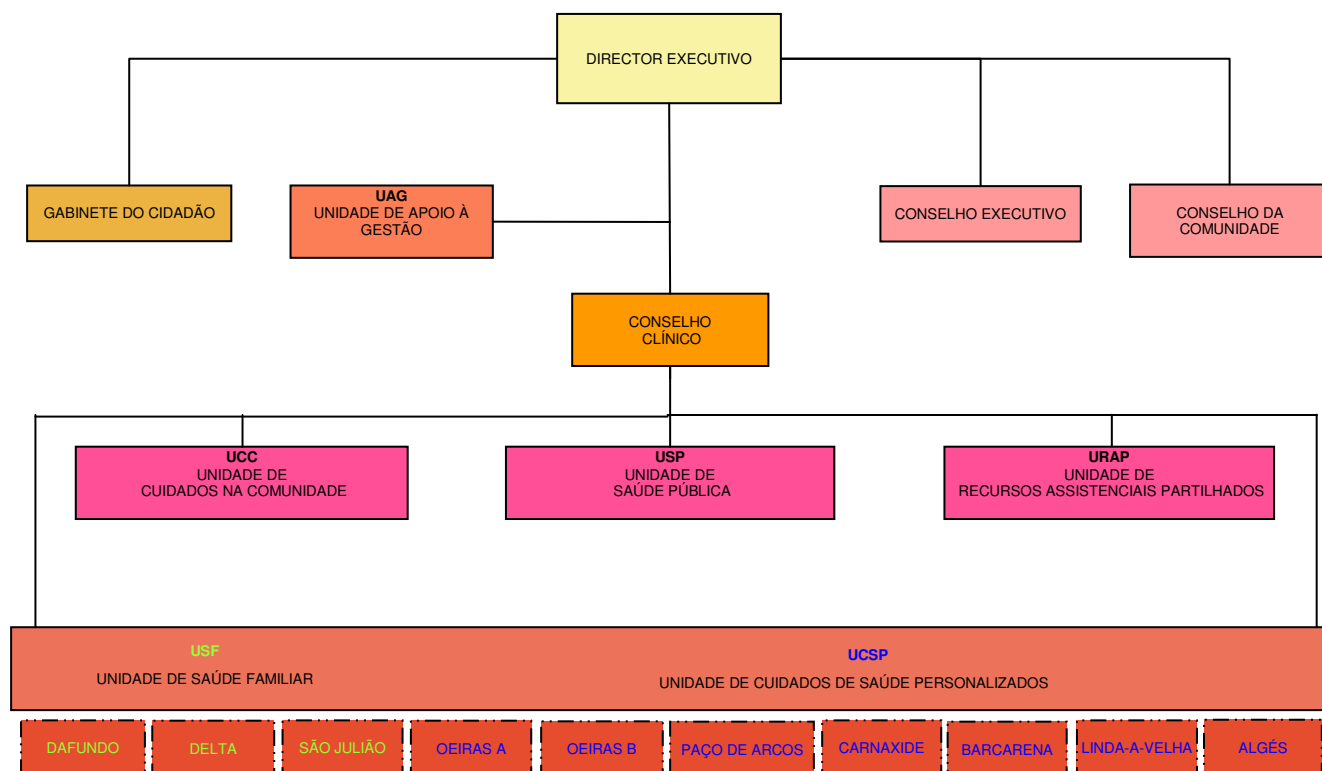 DIRECTOR EXECUTIVO
GABINETE DO CIDADÃO
UAG
UNIDADE DE APOIO À
GESTÃO
CONSELHO EXECUTIVO
CONSELHO DA
COMUNIDADE
CONSELHO
CLÍNICO
UCC
UNIDADE DE
CUIDADOS NA COMUNIDADE
USP
UNIDADE DE
SAÚDE PÚBLICA
URAP
UNIDADE DE
RECURSOS ASSISTENCIAIS PARTILHADOS
USF
UNIDADE DE SAÚDE FAMILIAR
UCSP
UNIDADE DE CUIDADOS DE SAÚDE PERSONALIZADOS
DAFUNDO
DELTA
SÃO JULIÃO
OEIRAS A
OEIRAS B
PAÇO DE ARCOS
CARNAXIDE
BARCARENA
LINDA-A-VELHA
ALGÉS